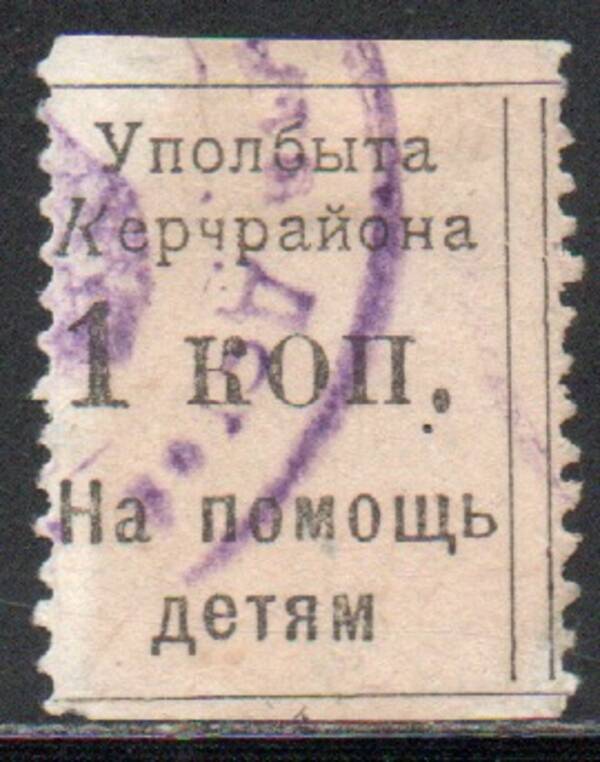 Уполбыта
Керчрайона
1 коп.
На помощь
детям